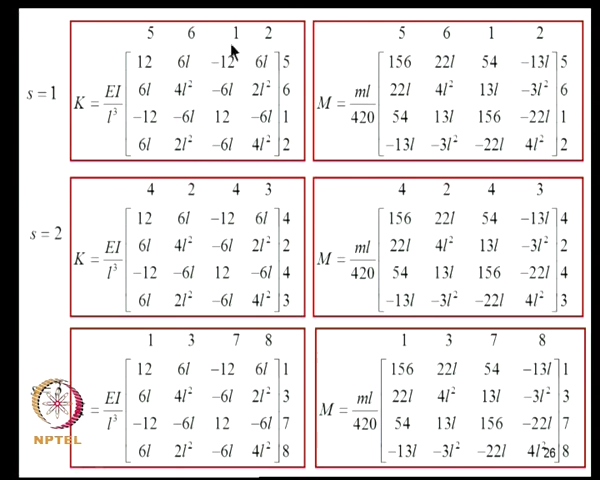 5 6 1 2 5 6 1 2
12 6l −12 6l 5 156 22l 54 −13l 5
s = 1 K = EI/l³ 6l 4l² −6l 2l² 6 M = ml/420 22l 4l² 13l −3l² 6
−12 −6l 12 −6l 1 54 13l 156 −22l 1
6l 2l² −6l 4l² 2 −13l −3l² −22l 4l² 2
4 2 4 3 4 2 4 3
12 6l −12 6l 4 156 22l 54 −13l 4
s = 2 K = EI/l³ 6l 4l² −6l 2l² 2 M = ml/420 22l 4l² 13l −3l² 2
−12 −6l 12 −6l 4 54 13l 156 −22l 4
6l 2l² −6l 4l² 3 −13l −3l² −22l 4l² 3
1 3 7 8 1 3 7 8
12 6l −12 6l 1 156 22l 54 −13l 1
= EI/l³ 6l 4l² −6l 2l² 3 M = ml/420 22l 4l² 13l −3l² 3
−12 −6l 12 −6l 7 54 13l 156 −22l 7
6l 2l² −6l 4l² 8 −13l −3l² −22l 4l² 8
NPTEL
26